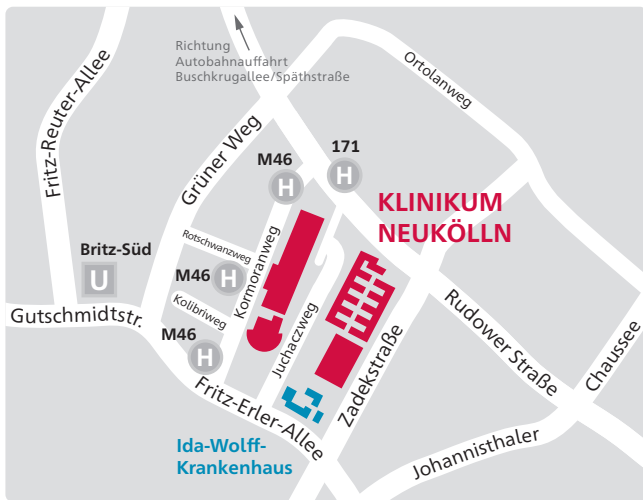 Richtung
Autobahnauffahrt
Buschkrugallee/Späthstraße
Ortolanweg
Fritz-Reuter-Allee
Grüner Weg
171
H
M46
H
KLINIKUM
NEUKÖLLN
Rotschwanzweg
Britz-Süd
U
M46
H
Kormoranweg
Kolibriweg
Juchaczweg
Gutschmidtstr.
M46
H
Rudower Straße
Zadekstraße
Chaussee
Fritz-Erler-Allee
Johannisthaler
Ida-Wolff-
Krankenhaus